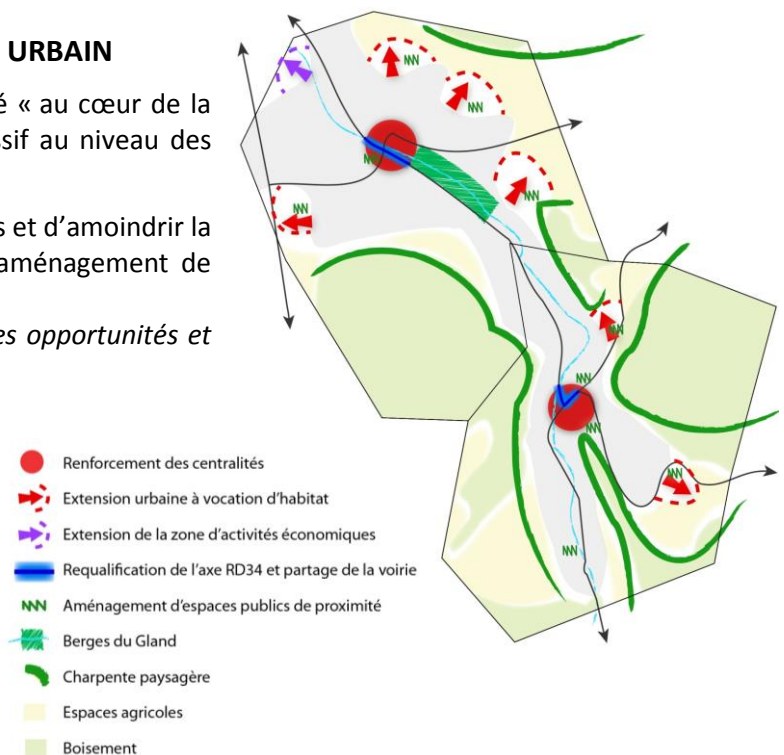 URBAIN
é « au cœur de la
ssif au niveau des
s et d’amoindrir la
aménagement de
es opportunités et
Renforcement des centralités
Extension urbaine à vocation d’habitat
Extension de la zone d’activités économiques
Requalification de l’axe RD34 et partage de la voirie
Aménagement d’espaces publics de proximité
Berges du Gland
Charpente paysagère
Espaces agricoles
Boisement